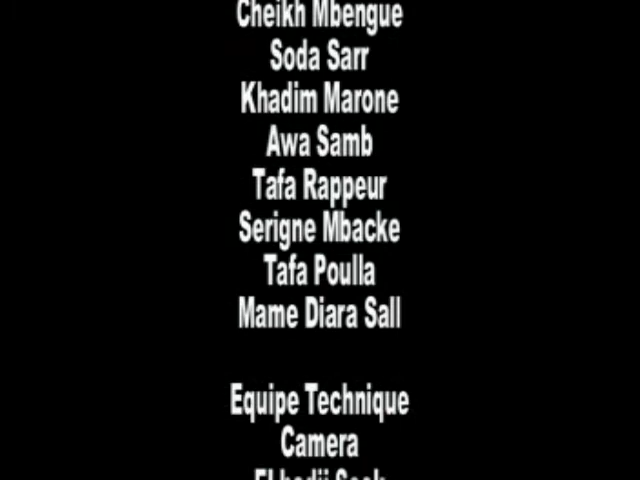 Cheikh Mbengue
Soda Sarr
Khadim Marone
Awa Samb
Tafa Rappeur
Serigne Mbacke
Tafa Poulla
Mame Diara Sall
Equipe Technique
Camera